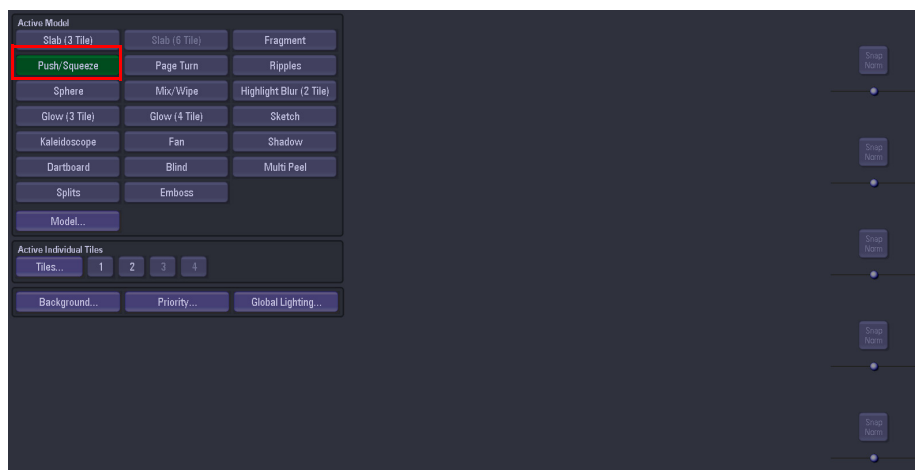 Active Model
Slab (3 Tile) Slab (6 Tile) Fragment
Push/Squeeze Page Turn Ripples
Sphere Mix/Wipe Highlight Blur (2 Tile)
Glow (3 Tile) Glow (4 Tile) Sketch
Kaleidoscope Fan Shadow
Dartboard Blind Multi Peel
Splits Emboss
Model...
Active Individual Tiles
Tiles... 1 2 3 4
Background... Priority... Global Lighting...
Snap
Norm
Snap
Norm
Snap
Norm
Snap
Norm
Snap
Norm